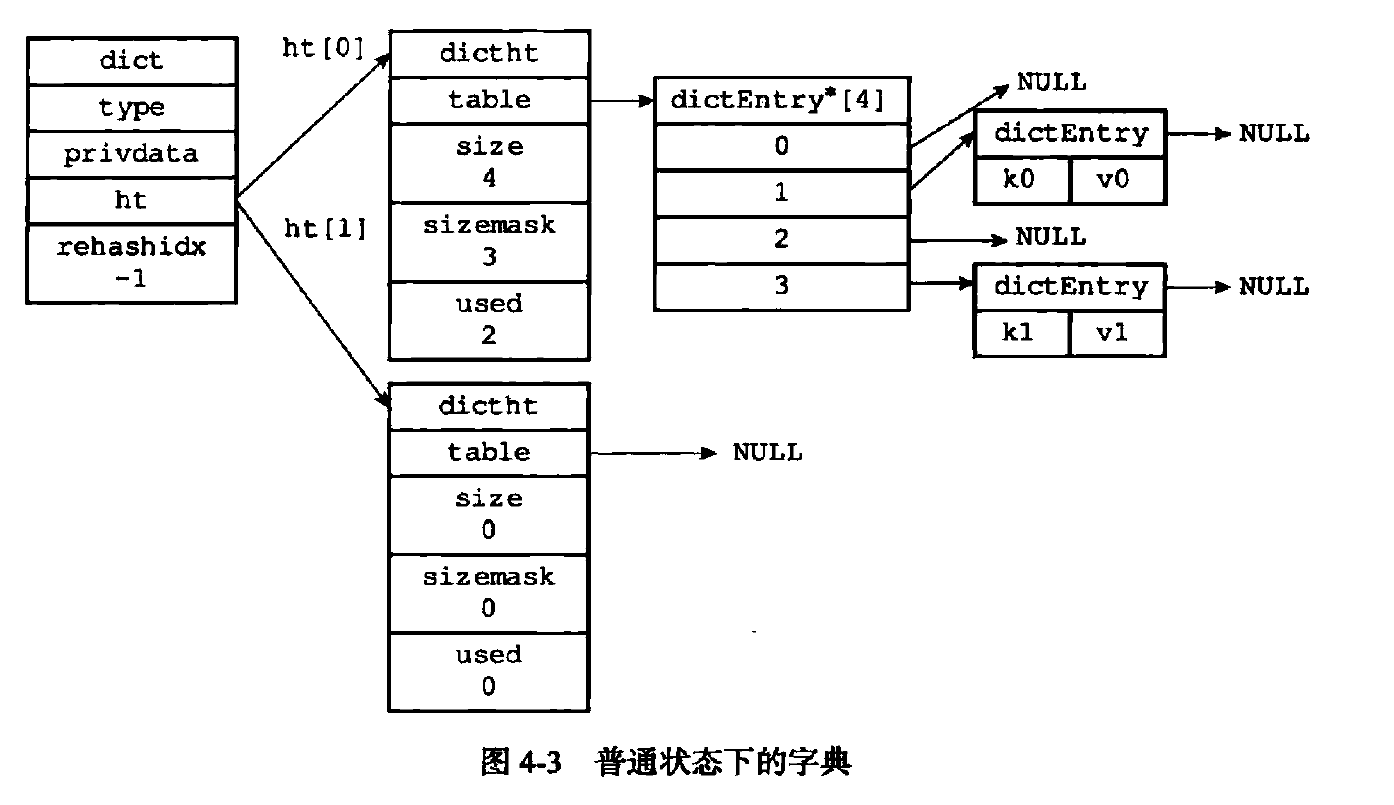 dict
type
privdata
ht
rehashidx
-1
ht[0]
ht[1]
dictht
table
size
4
sizemask
3
used
2
dictht
table
size
0
sizemask
0
used
0
NULL
dictEntry*[4]
0
1
2
3
NULL
dictEntry
k0 v0
NULL
NULL
dictEntry
k1 v1
NULL
图 4-3 普通状态下的字典